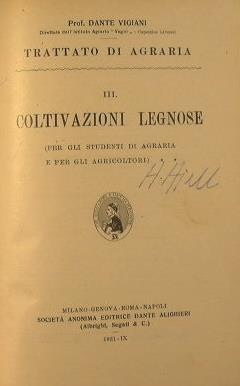 Prof. DANTE VIGIANI
Direttore dell'Istituto Agrario "Vegni"
TRATTATO DI AGRARIA
III.
COLTIVAZIONI LEGNOSE
(PER GLI STUDENTI DI AGRARIA
E PER GLI AGRICOLTORI)
MILANO-GENOVA-ROMA-NAPOLI
SOCIETÀ ANONIMA EDITRICE DANTE ALIGHIERI
(Albrighi, Segati & C.)
1931-IX